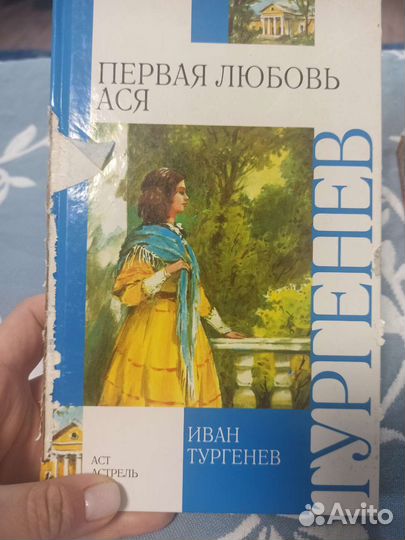 ПЕРВАЯ ЛЮБОВЬ
АСЯ
ТУРГЕНЕВ
ИВАН
ТУРГЕНЕВ
АСТ
АСТРЕЛЬ
Avito